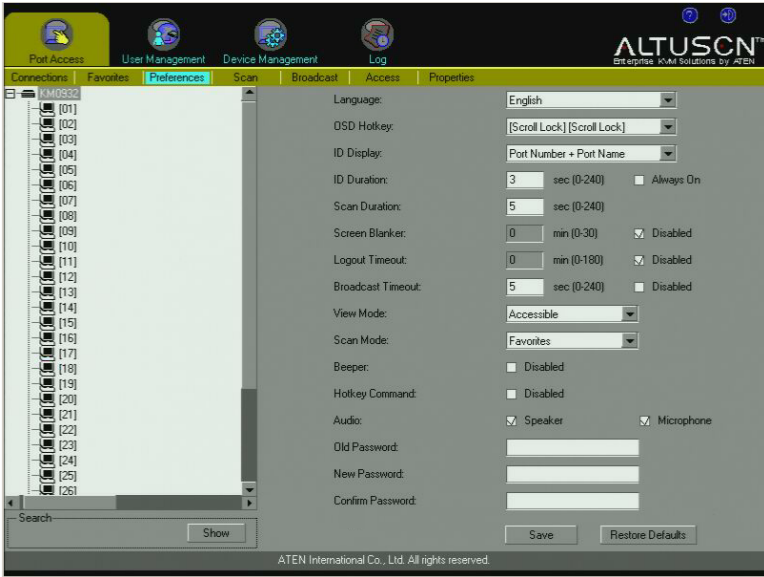 Port Access User Management Device Management Log
ALTUSCN™
Enterprise KVM Solutions by ATEN
Connections Favorites Preferences Scan Broadcast Access Properties
KM0932
[01]
[02]
[03]
[04]
[05]
[06]
[07]
[08]
[09]
[10]
[11]
[12]
[13]
[14]
[15]
[16]
[17]
[18]
[19]
[20]
[21]
[22]
[23]
[24]
[25]
[26]
Search
Show
Language: English
OSD Hotkey: [Scroll Lock] [Scroll Lock]
ID Display: Port Number + Port Name
ID Duration: 3 sec (0-240) Always On
Scan Duration: 5 sec (0-240)
Screen Blanker: 0 min (0-30) Disabled
Logout Timeout: 0 min (0-180) Disabled
Broadcast Timeout: 5 sec (0-240) Disabled
View Mode: Accessible
Scan Mode: Favorites
Beeper: Disabled
Hotkey Command: Disabled
Audio: Speaker Microphone
Old Password:
New Password:
Confirm Password:
Save Restore Defaults
ATEN International Co., Ltd. All rights reserved.